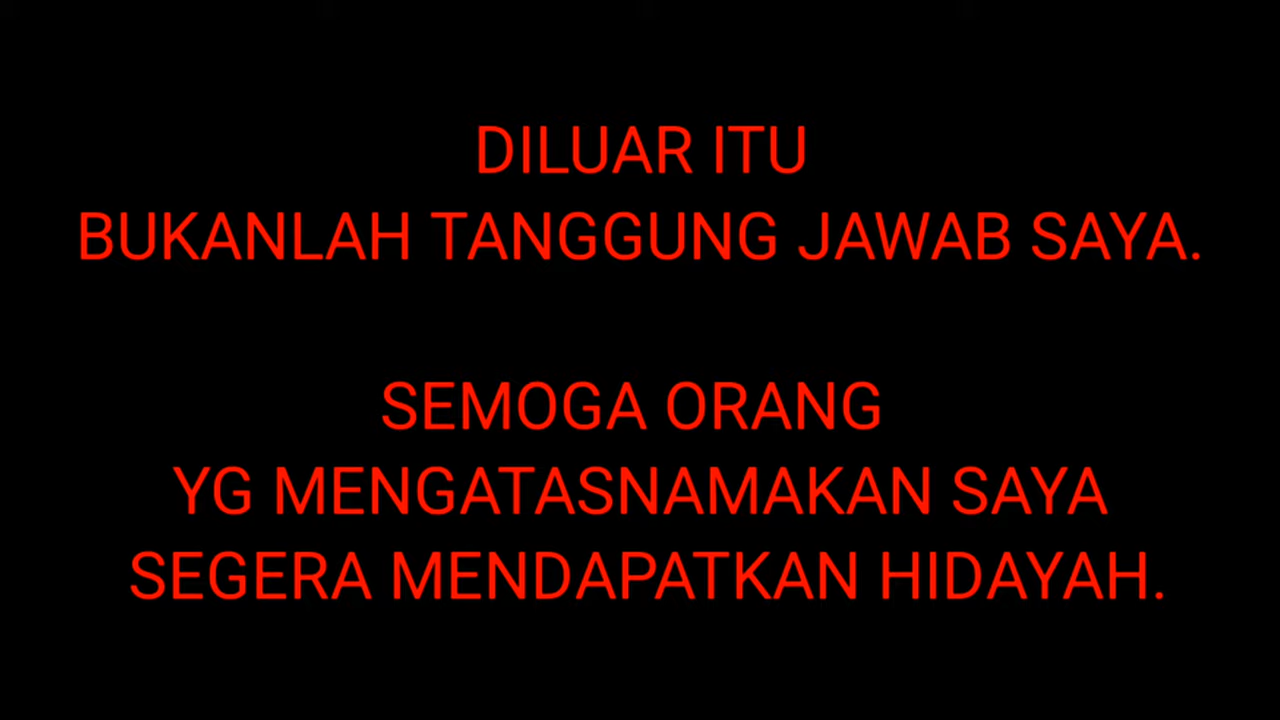 DILUAR ITU
BUKANLAH TANGGUNG JAWAB SAYA.
SEMOGA ORANG
YG MENGATASNAMAKAN SAYA
SEGERA MENDAPATKAN HIDAYAH.